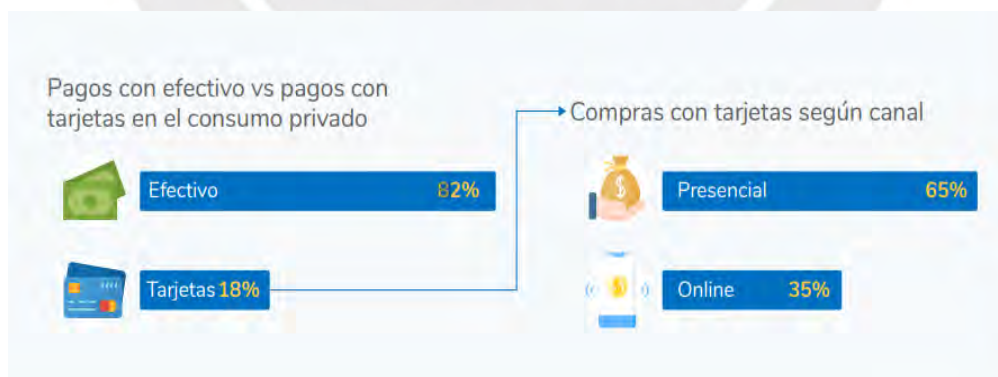 Pagos con efectivo vs pagos con
tarjetas en el consumo privado
Efectivo 82%
Tarjetas 18%
Compras con tarjetas según canal
Presencial 65%
Online 35%